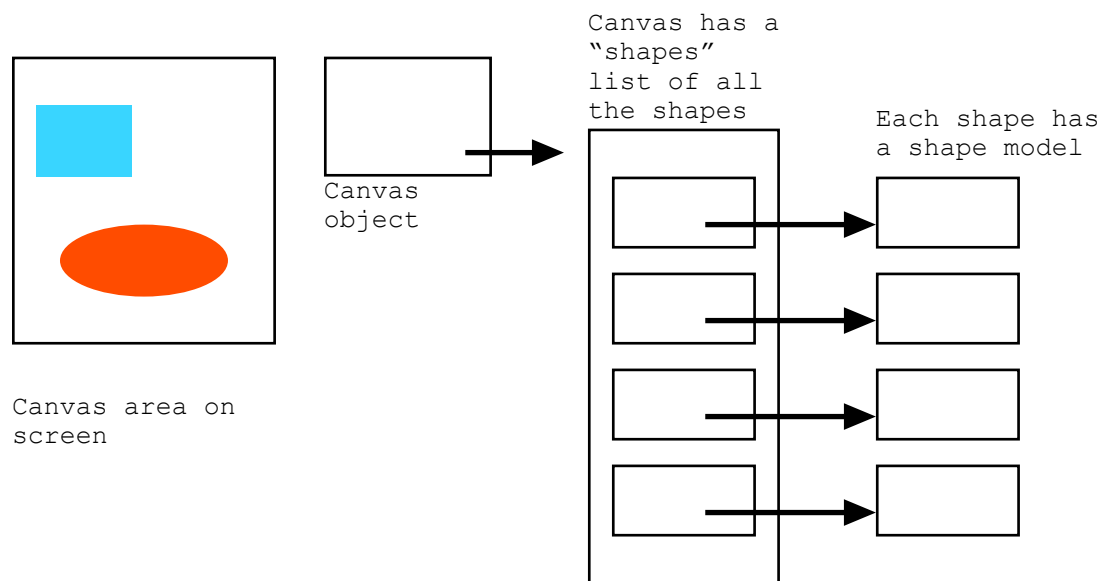 Canvas has a
“shapes”
list of all
the shapes
Each shape has
a shape model
Canvas
object
Canvas area on
screen